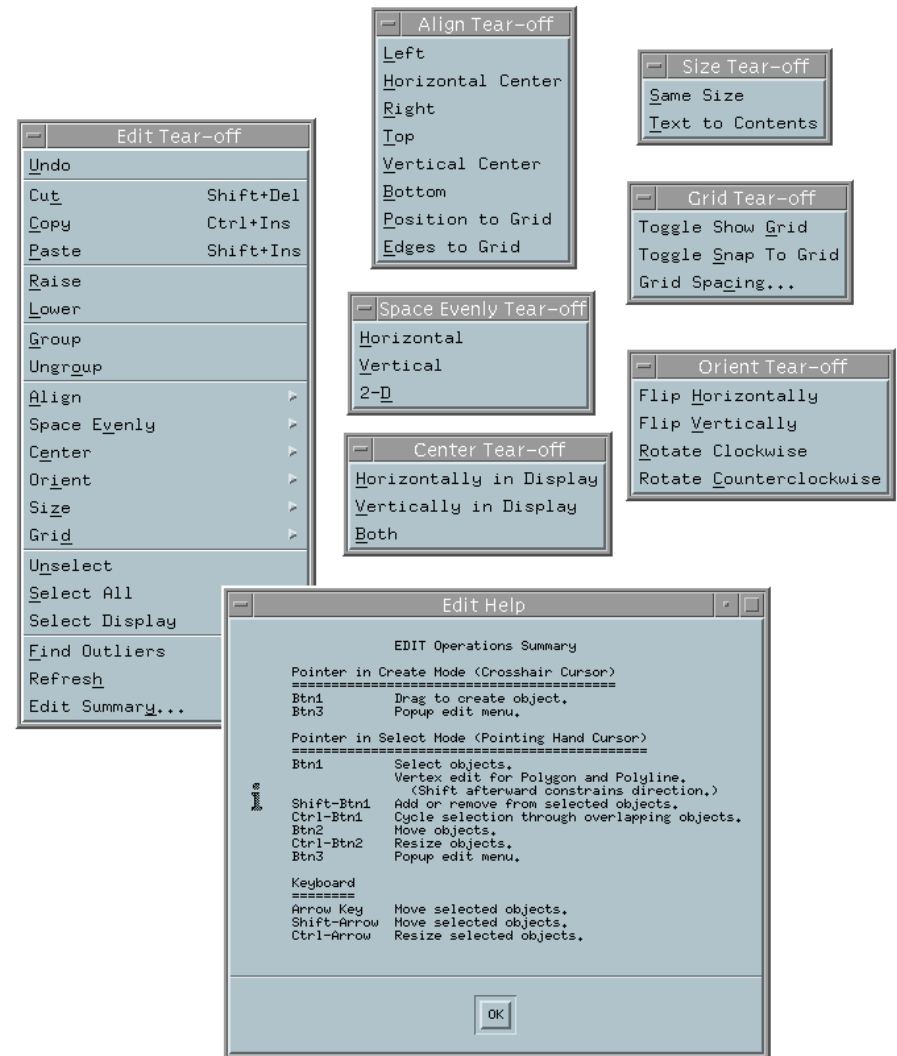 Edit Tear-off
Undo
Cut Shift+Del
Copy Ctrl+Ins
Paste Shift+Ins
Raise
Lower
Group
Ungroup
Align
Space Evenly
Center
Orient
Size
Grid
Unselect
Select All
Select Display
Find Outliers
Refresh
Edit Summary...
Align Tear-off
Left
Horizontal Center
Right
Top
Vertical Center
Bottom
Position to Grid
Edges to Grid
Space Evenly Tear-off
Horizontal
Vertical
2-D
Center Tear-off
Horizontally in Display
Vertically in Display
Both
Size Tear-off
Same Size
Text to Contents
Grid Tear-off
Toggle Show Grid
Toggle Snap To Grid
Grid Spacing...
Orient Tear-off
Flip Horizontally
Flip Vertically
Rotate Clockwise
Rotate Counterclockwise
Edit Help
EDIT Operations Summary
Pointer in Create Mode (Crosshair Cursor)
=========================================
Btn1 Drag to create object.
Btn3 Popup edit menu.
Pointer in Select Mode (Pointing Hand Cursor)
=============================================
Btn1 Select objects.
Vertex edit for Polygon and Polyline.
(Shift afterward constrains direction.)
Shift-Btn1 Add or remove from selected objects.
Ctrl-Btn1 Cycle selection through overlapping objects.
Btn2 Move objects.
Ctrl-Btn2 Resize objects.
Btn3 Popup edit menu.
Keyboard
========
Arrow Key Move selected objects.
Shift-Arrow Move selected objects.
Ctrl-Arrow Resize selected objects.
OK